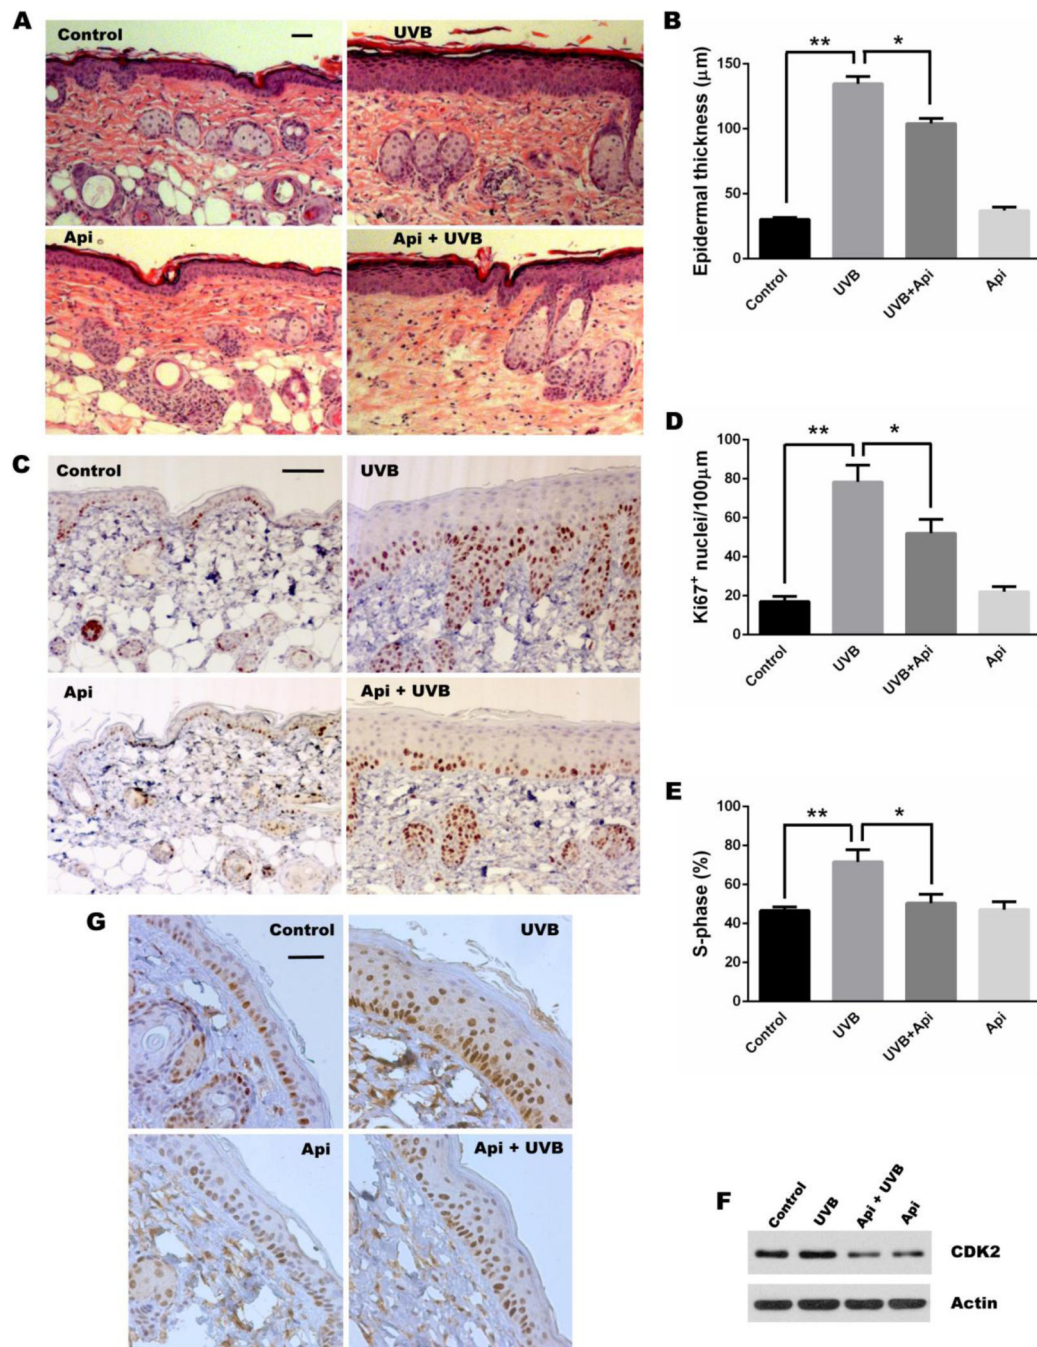 A
Control
UVB
Api
Api + UVB
B
Epidermal thickness (μm)
150
100
50
0
**
*
Control
UVB
UVB+Api
Api
C
Control
UVB
Api
Api + UVB
D
Ki67⁺ nuclei/100μm
100
80
60
40
20
0
**
*
Control
UVB
UVB+Api
Api
E
S-phase (%)
100
80
60
40
20
0
**
*
Control
UVB
UVB+Api
Api
G
Control
UVB
Api
Api + UVB
F
Control
UVB
Api + UVB
Api
CDK2
Actin